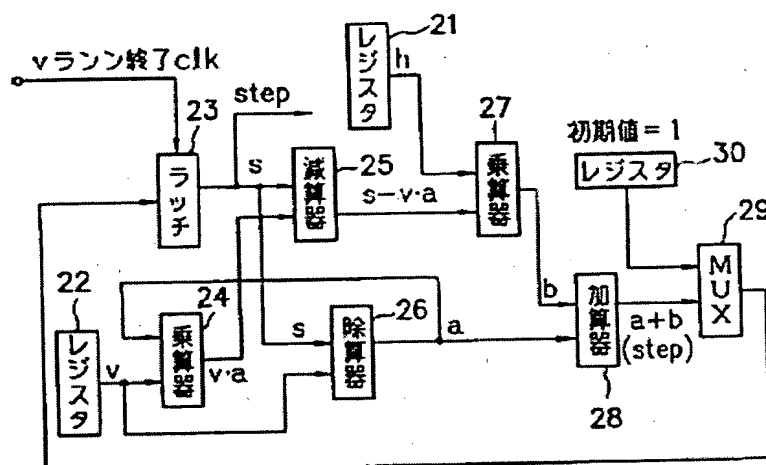 vランン終了clk
23
step
ラッチ
s
減算器
25
s-v·a
レジスタ
21
h
27
乗算器
初期値=1
レジスタ
30
29
MUX
22
レジスタ
v
24
乗算器
v·a
s
除算器
26
a
b
加算器
28
a+b
(step)